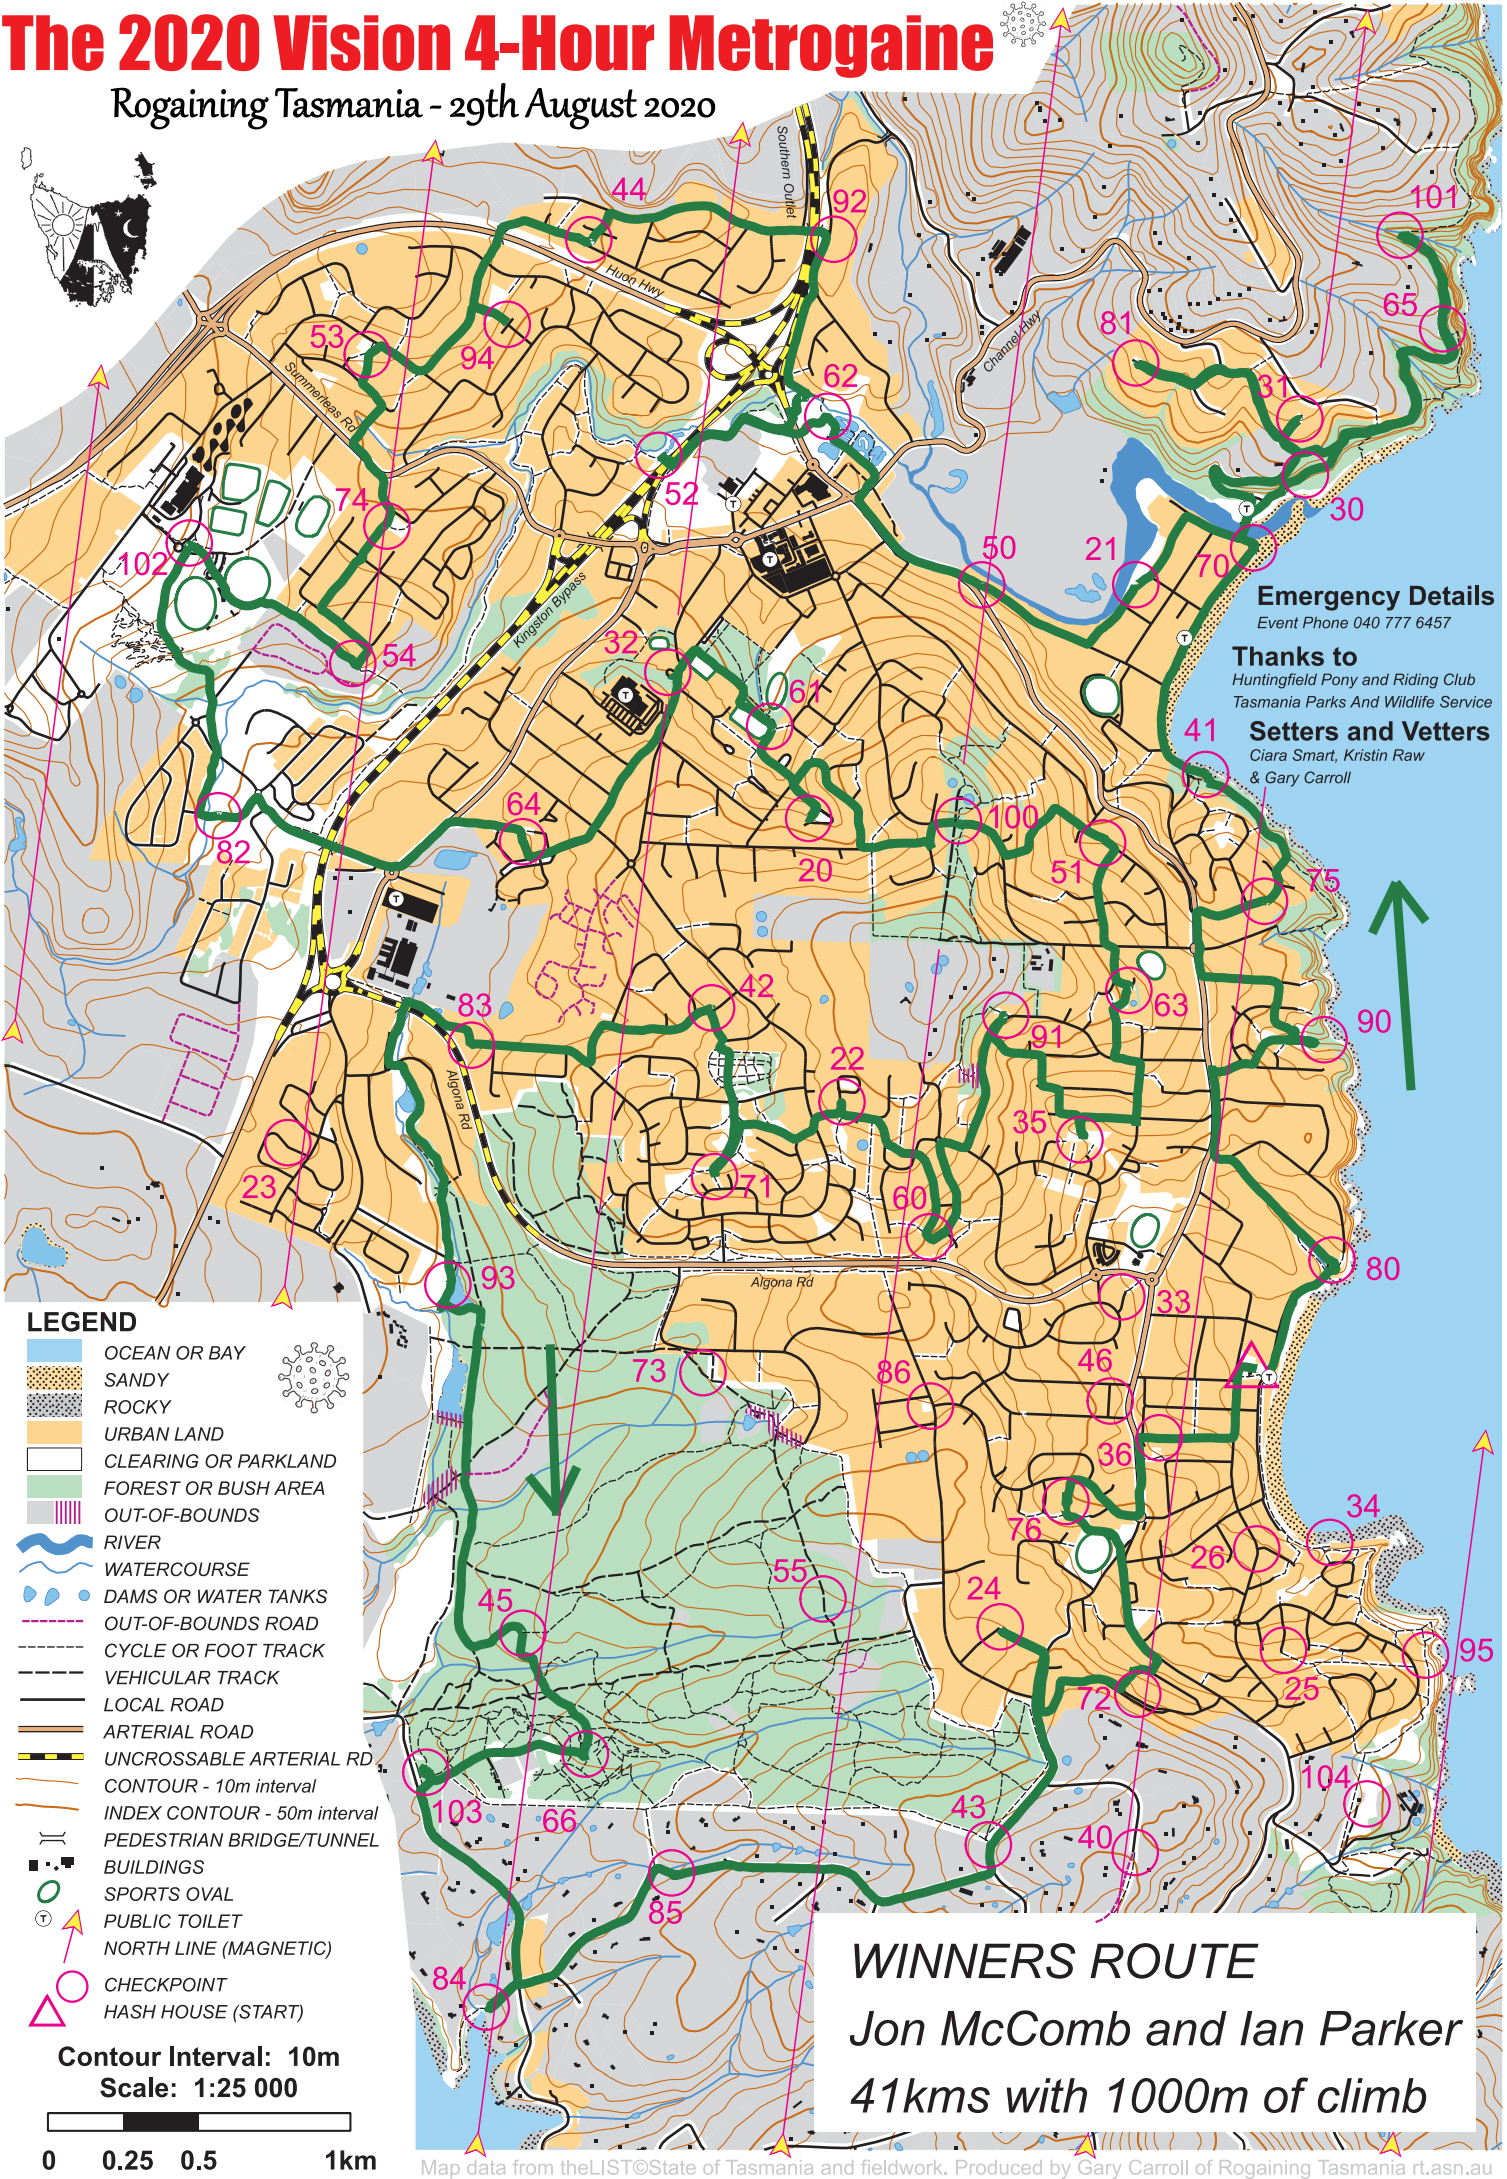 The 2020 Vision 4-Hour Metrogaine
Rogaining Tasmania - 29th August 2020
Southern Outlet
44
92
101
Huon Hwy
65
53
94
81
Channel Hwy
Summerleas Rd
62
31
52
30
74
102
50
21
70
Kingston Bypass
54
32
61
Emergency Details
Event Phone 040 777 6457
Thanks to
Huntingfield Pony and Riding Club
Tasmania Parks And Wildlife Service
Setters and Vetters
Ciara Smart, Kristin Raw
& Gary Carroll
41
64
100
82
20
51
75
42
83
63
90
91
22
Algona Rd
35
23
71
60
93
80
Algona Rd
33
73
86
46
36
34
76
26
55
24
45
25
95
72
104
103
66
43
40
85
84
LEGEND
OCEAN OR BAY
SANDY
ROCKY
URBAN LAND
CLEARING OR PARKLAND
FOREST OR BUSH AREA
OUT-OF-BOUNDS
RIVER
WATERCOURSE
DAMS OR WATER TANKS
OUT-OF-BOUNDS ROAD
CYCLE OR FOOT TRACK
VEHICULAR TRACK
LOCAL ROAD
ARTERIAL ROAD
UNCROSSABLE ARTERIAL RD
CONTOUR - 10m interval
INDEX CONTOUR - 50m interval
PEDESTRIAN BRIDGE/TUNNEL
BUILDINGS
SPORTS OVAL
T PUBLIC TOILET
NORTH LINE (MAGNETIC)
CHECKPOINT
HASH HOUSE (START)
Contour Interval: 10m
Scale: 1:25 000
0 0.25 0.5 1km
WINNERS ROUTE
Jon McComb and Ian Parker
41kms with 1000m of climb
Map data from theLIST©State of Tasmania and fieldwork. Produced by Gary Carroll of Rogaining Tasmania rt.asn.au